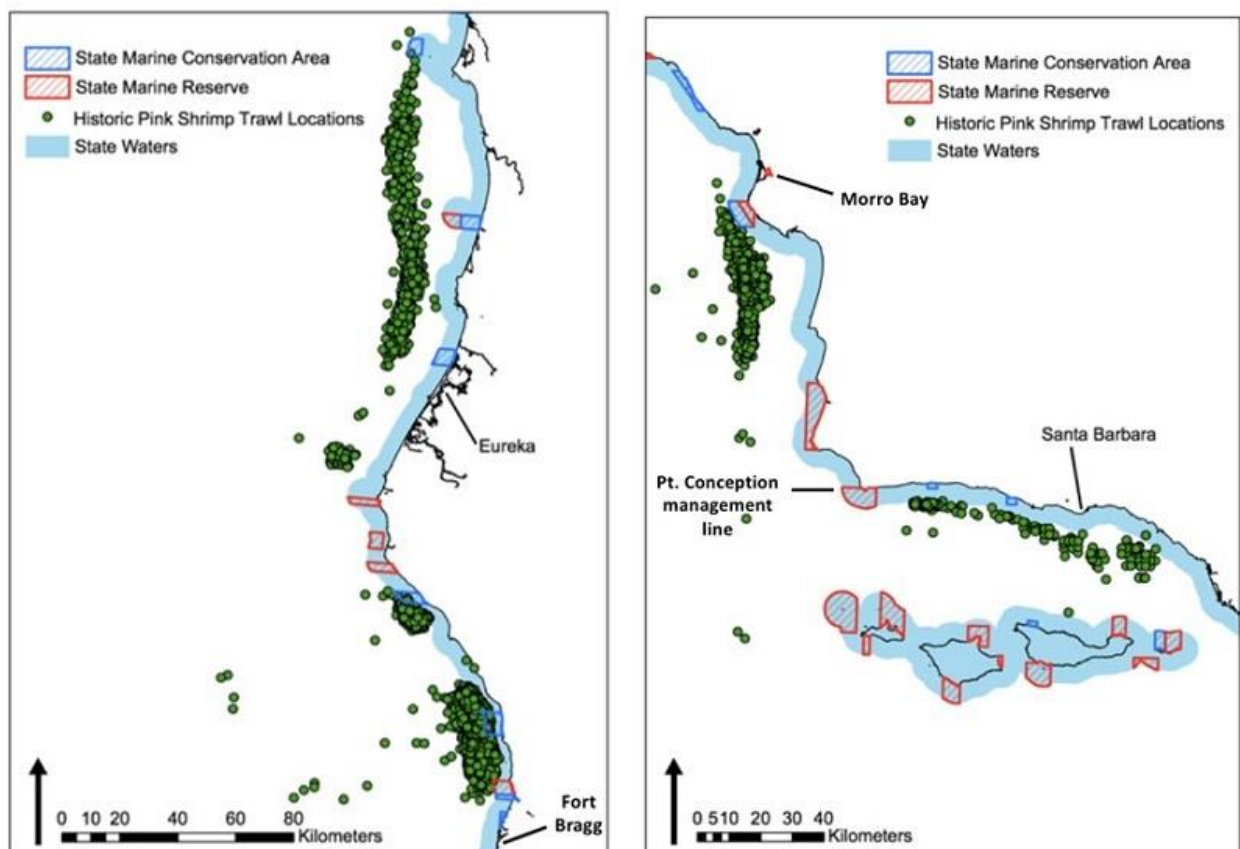 State Marine Conservation Area
State Marine Reserve
Historic Pink Shrimp Trawl Locations
State Waters
Eureka
Fort
Bragg
0 10 20 40 60 80
Kilometers
State Marine Conservation Area
State Marine Reserve
Historic Pink Shrimp Trawl Locations
State Waters
Morro Bay
Santa Barbara
Pt. Conception
management
line
0 510 20 30 40
Kilometers